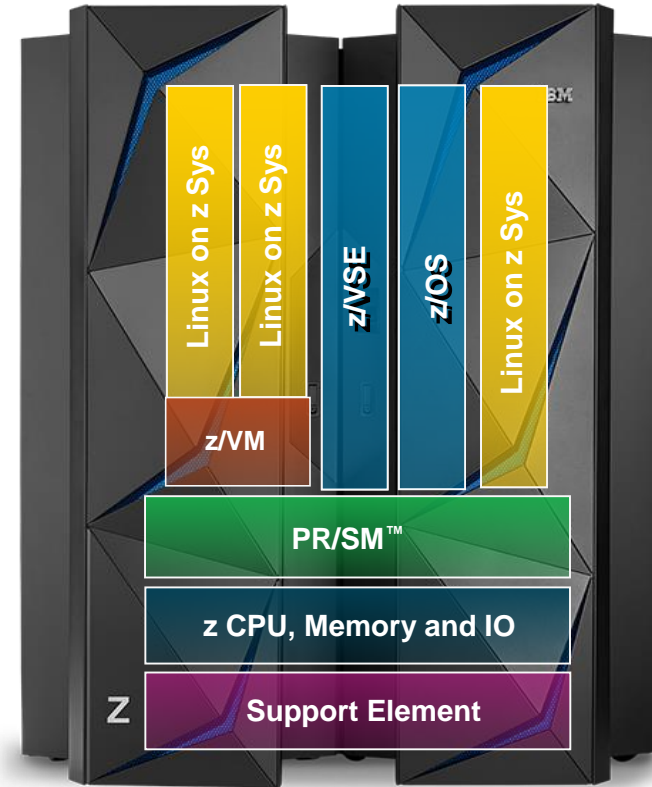 Linux on z Sys
Linux on z Sys
z/VSE
z/OS
Linux on z Sys
BM
z/VM
PR/SM™
z CPU, Memory and IO
Z
Support Element